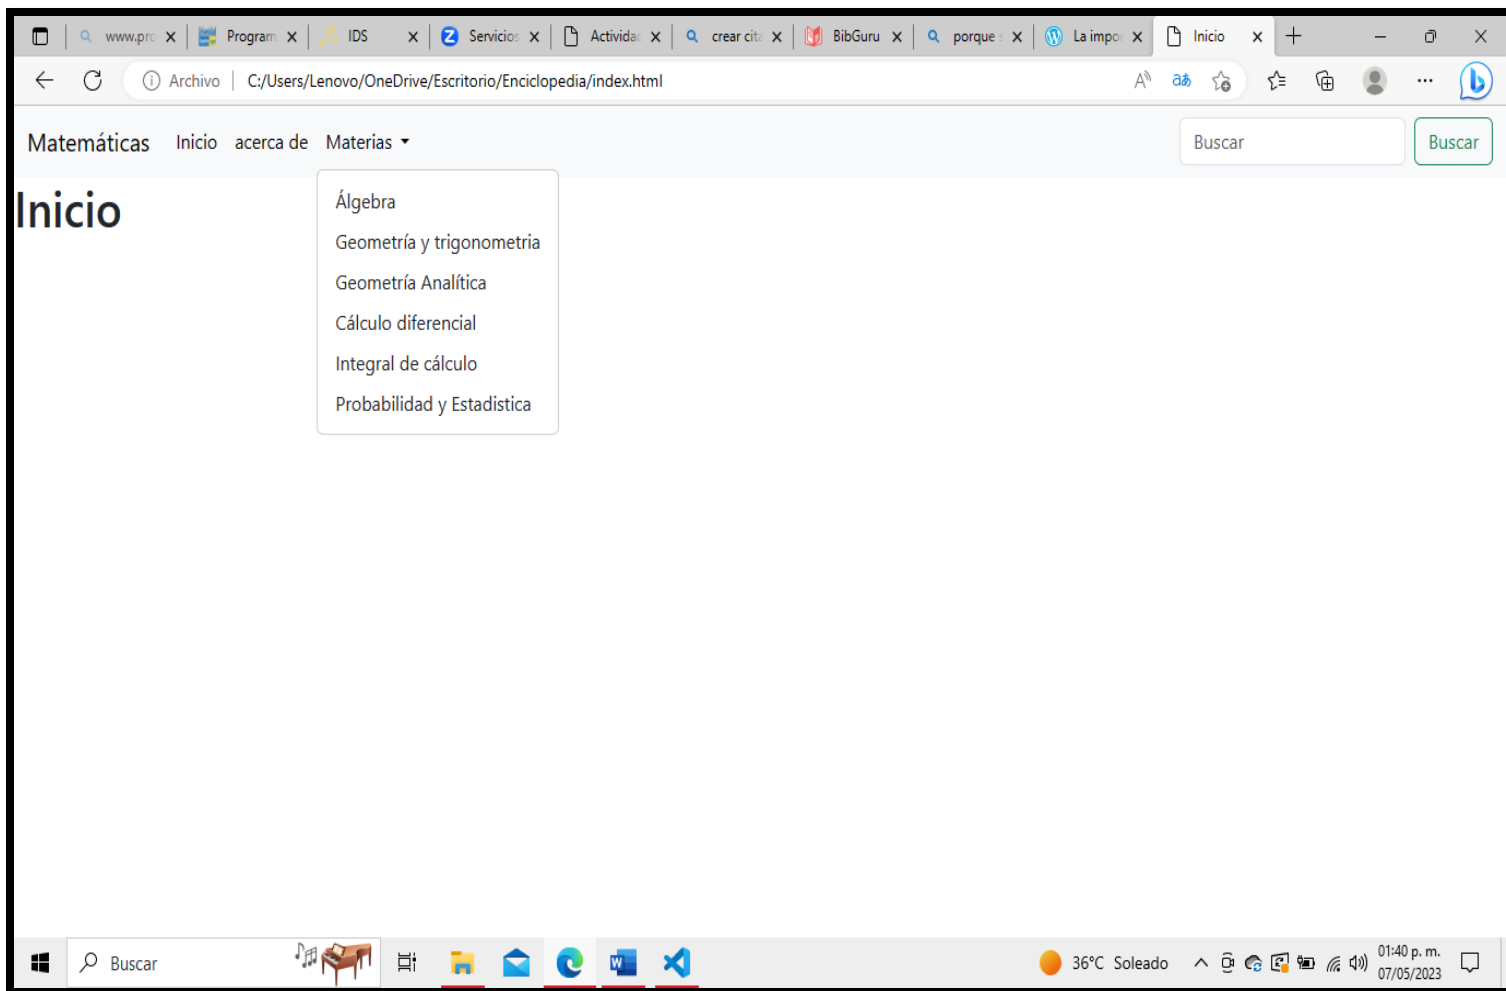 www.pro Program IDS Servicios Activida crear cita BibGuru porque s La impor Inicio
Archivo C:/Users/Lenovo/OneDrive/Escritorio/Enciclopedia/index.html
Matemáticas Inicio acerca de Materias Buscar Buscar
Inicio
Álgebra
Geometría y trigonometria
Geometría Analítica
Cálculo diferencial
Integral de cálculo
Probabilidad y Estadistica
Buscar
36°C Soleado
01:40 p. m.
07/05/2023